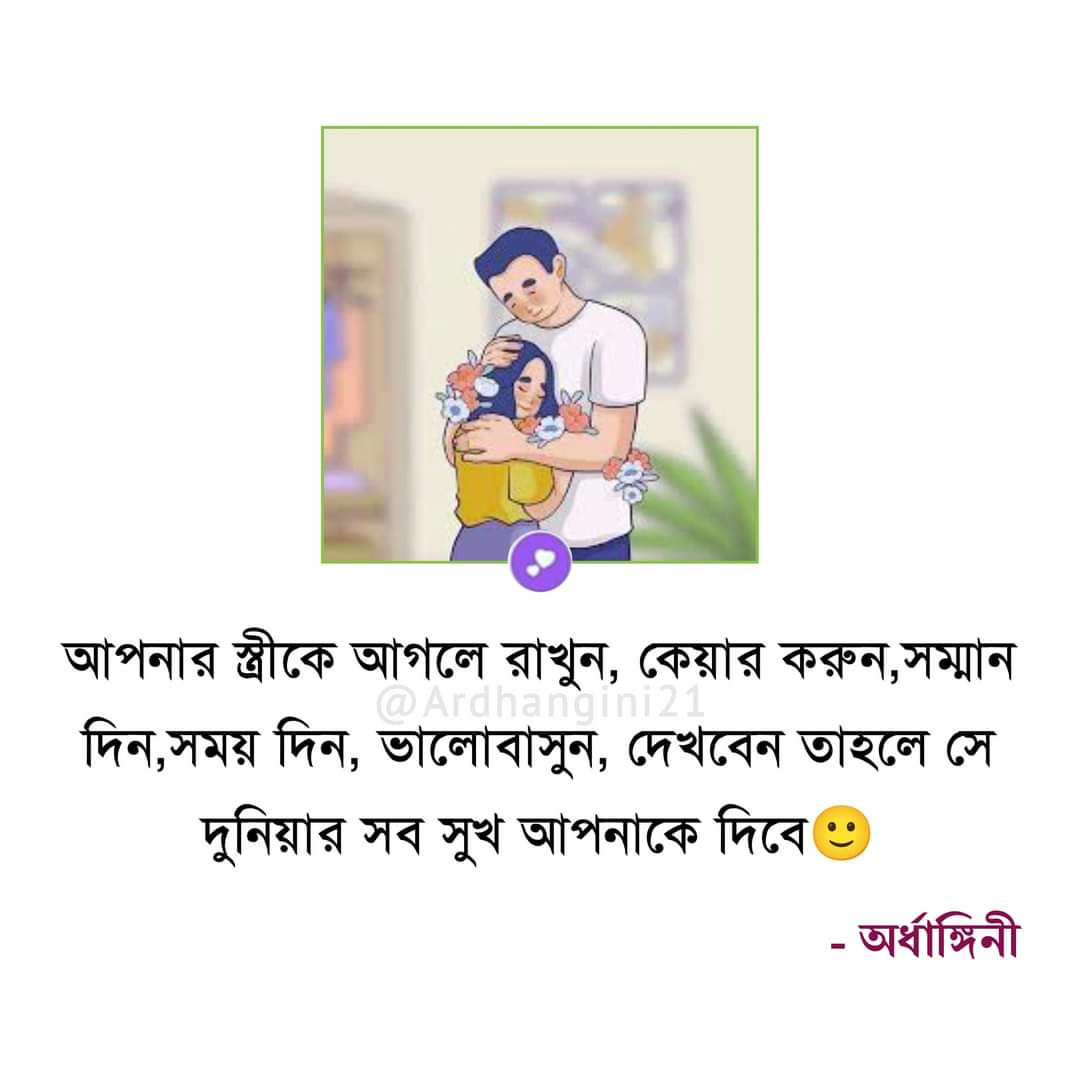 আপনার স্ত্রীকে আগলে রাখুন, কেয়ার করুন,সম্মান
@Ardhangini21
দিন,সময় দিন, ভালোবাসুন, দেখবেন তাহলে সে
দুনিয়ার সব সুখ আপনাকে দিবে🙂
- অর্ধাঙ্গিনী